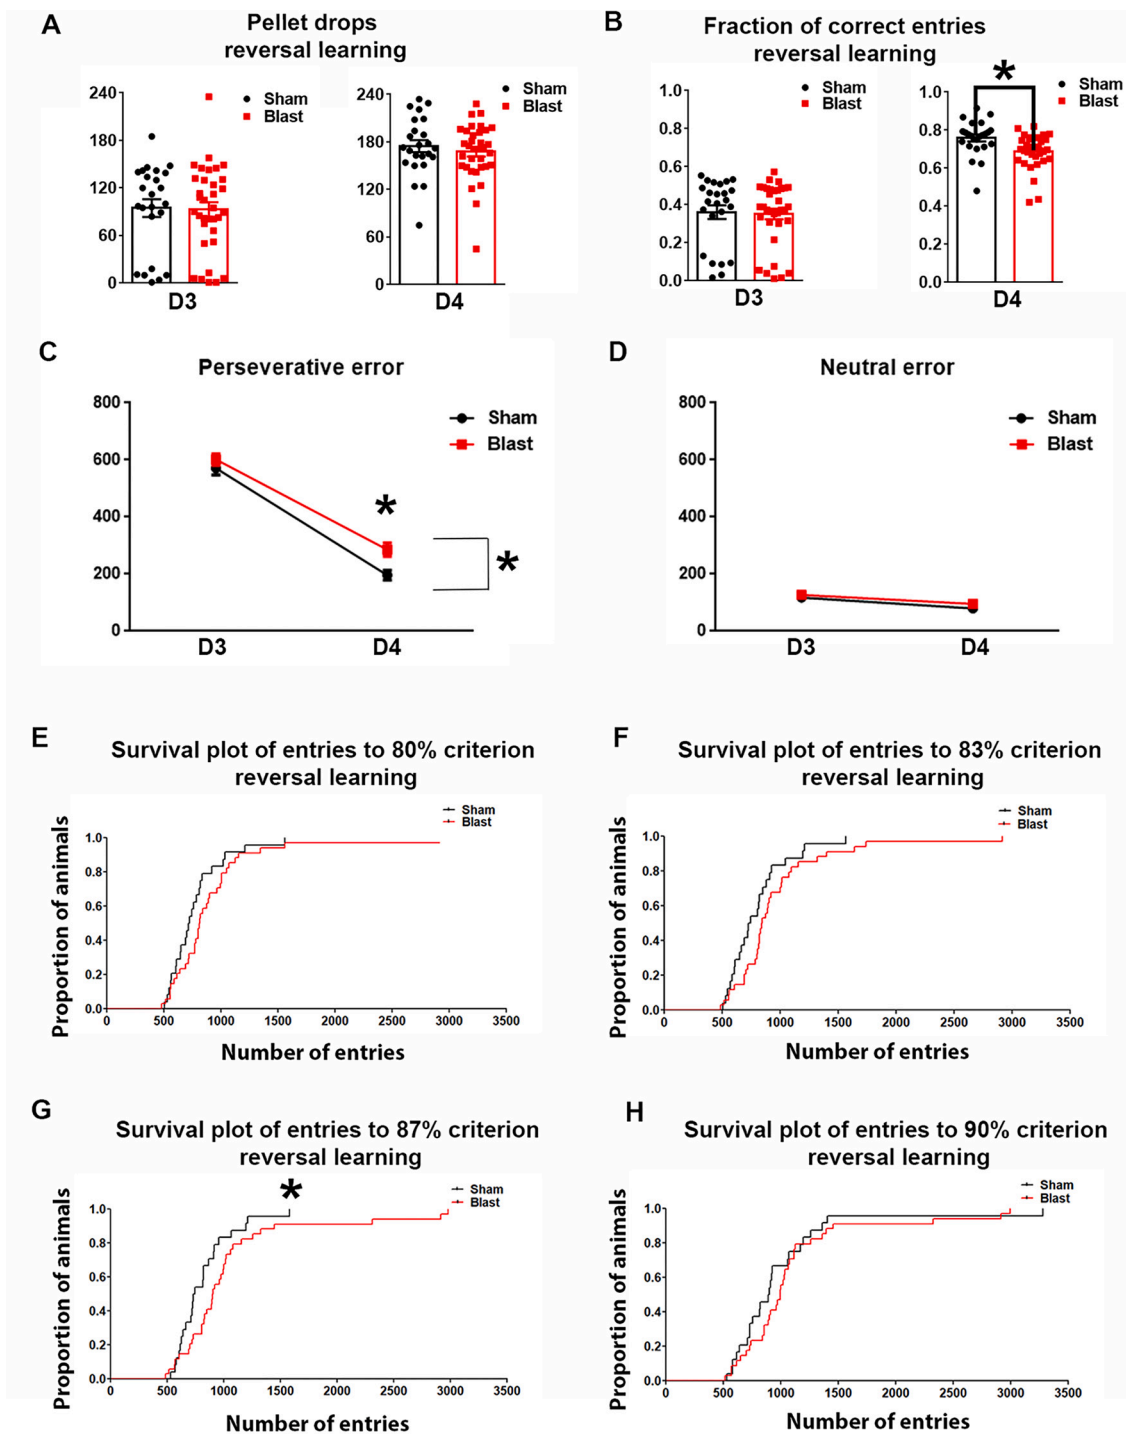 A
Pellet drops
reversal learning
240
180
120
60
0
Sham
Blast
D3
240
180
120
60
0
Sham
Blast
D4
B
Fraction of correct entries
reversal learning
1.0
0.8
0.6
0.4
0.2
0.0
Sham
Blast
D3
*
1.0
0.8
0.6
0.4
0.2
0.0
Sham
Blast
D4
C
Perseverative error
800
600
400
200
0
Sham
Blast
*
*
D3
D4
D
Neutral error
800
600
400
200
0
Sham
Blast
D3
D4
E
Survival plot of entries to 80% criterion
reversal learning
Sham
Blast
Proportion of animals
1.0
0.8
0.6
0.4
0.2
0.0
0 500 1000 1500 2000 2500 3000 3500
Number of entries
F
Survival plot of entries to 83% criterion
reversal learning
Sham
Blast
Proportion of animals
1.0
0.8
0.6
0.4
0.2
0.0
0 500 1000 1500 2000 2500 3000 3500
Number of entries
G
Survival plot of entries to 87% criterion
reversal learning
*
Sham
Blast
Proportion of animals
1.0
0.8
0.6
0.4
0.2
0.0
0 500 1000 1500 2000 2500 3000 3500
Number of entries
H
Survival plot of entries to 90% criterion
reversal learning
Sham
Blast
Proportion of animals
1.0
0.8
0.6
0.4
0.2
0.0
0 500 1000 1500 2000 2500 3000 3500
Number of entries